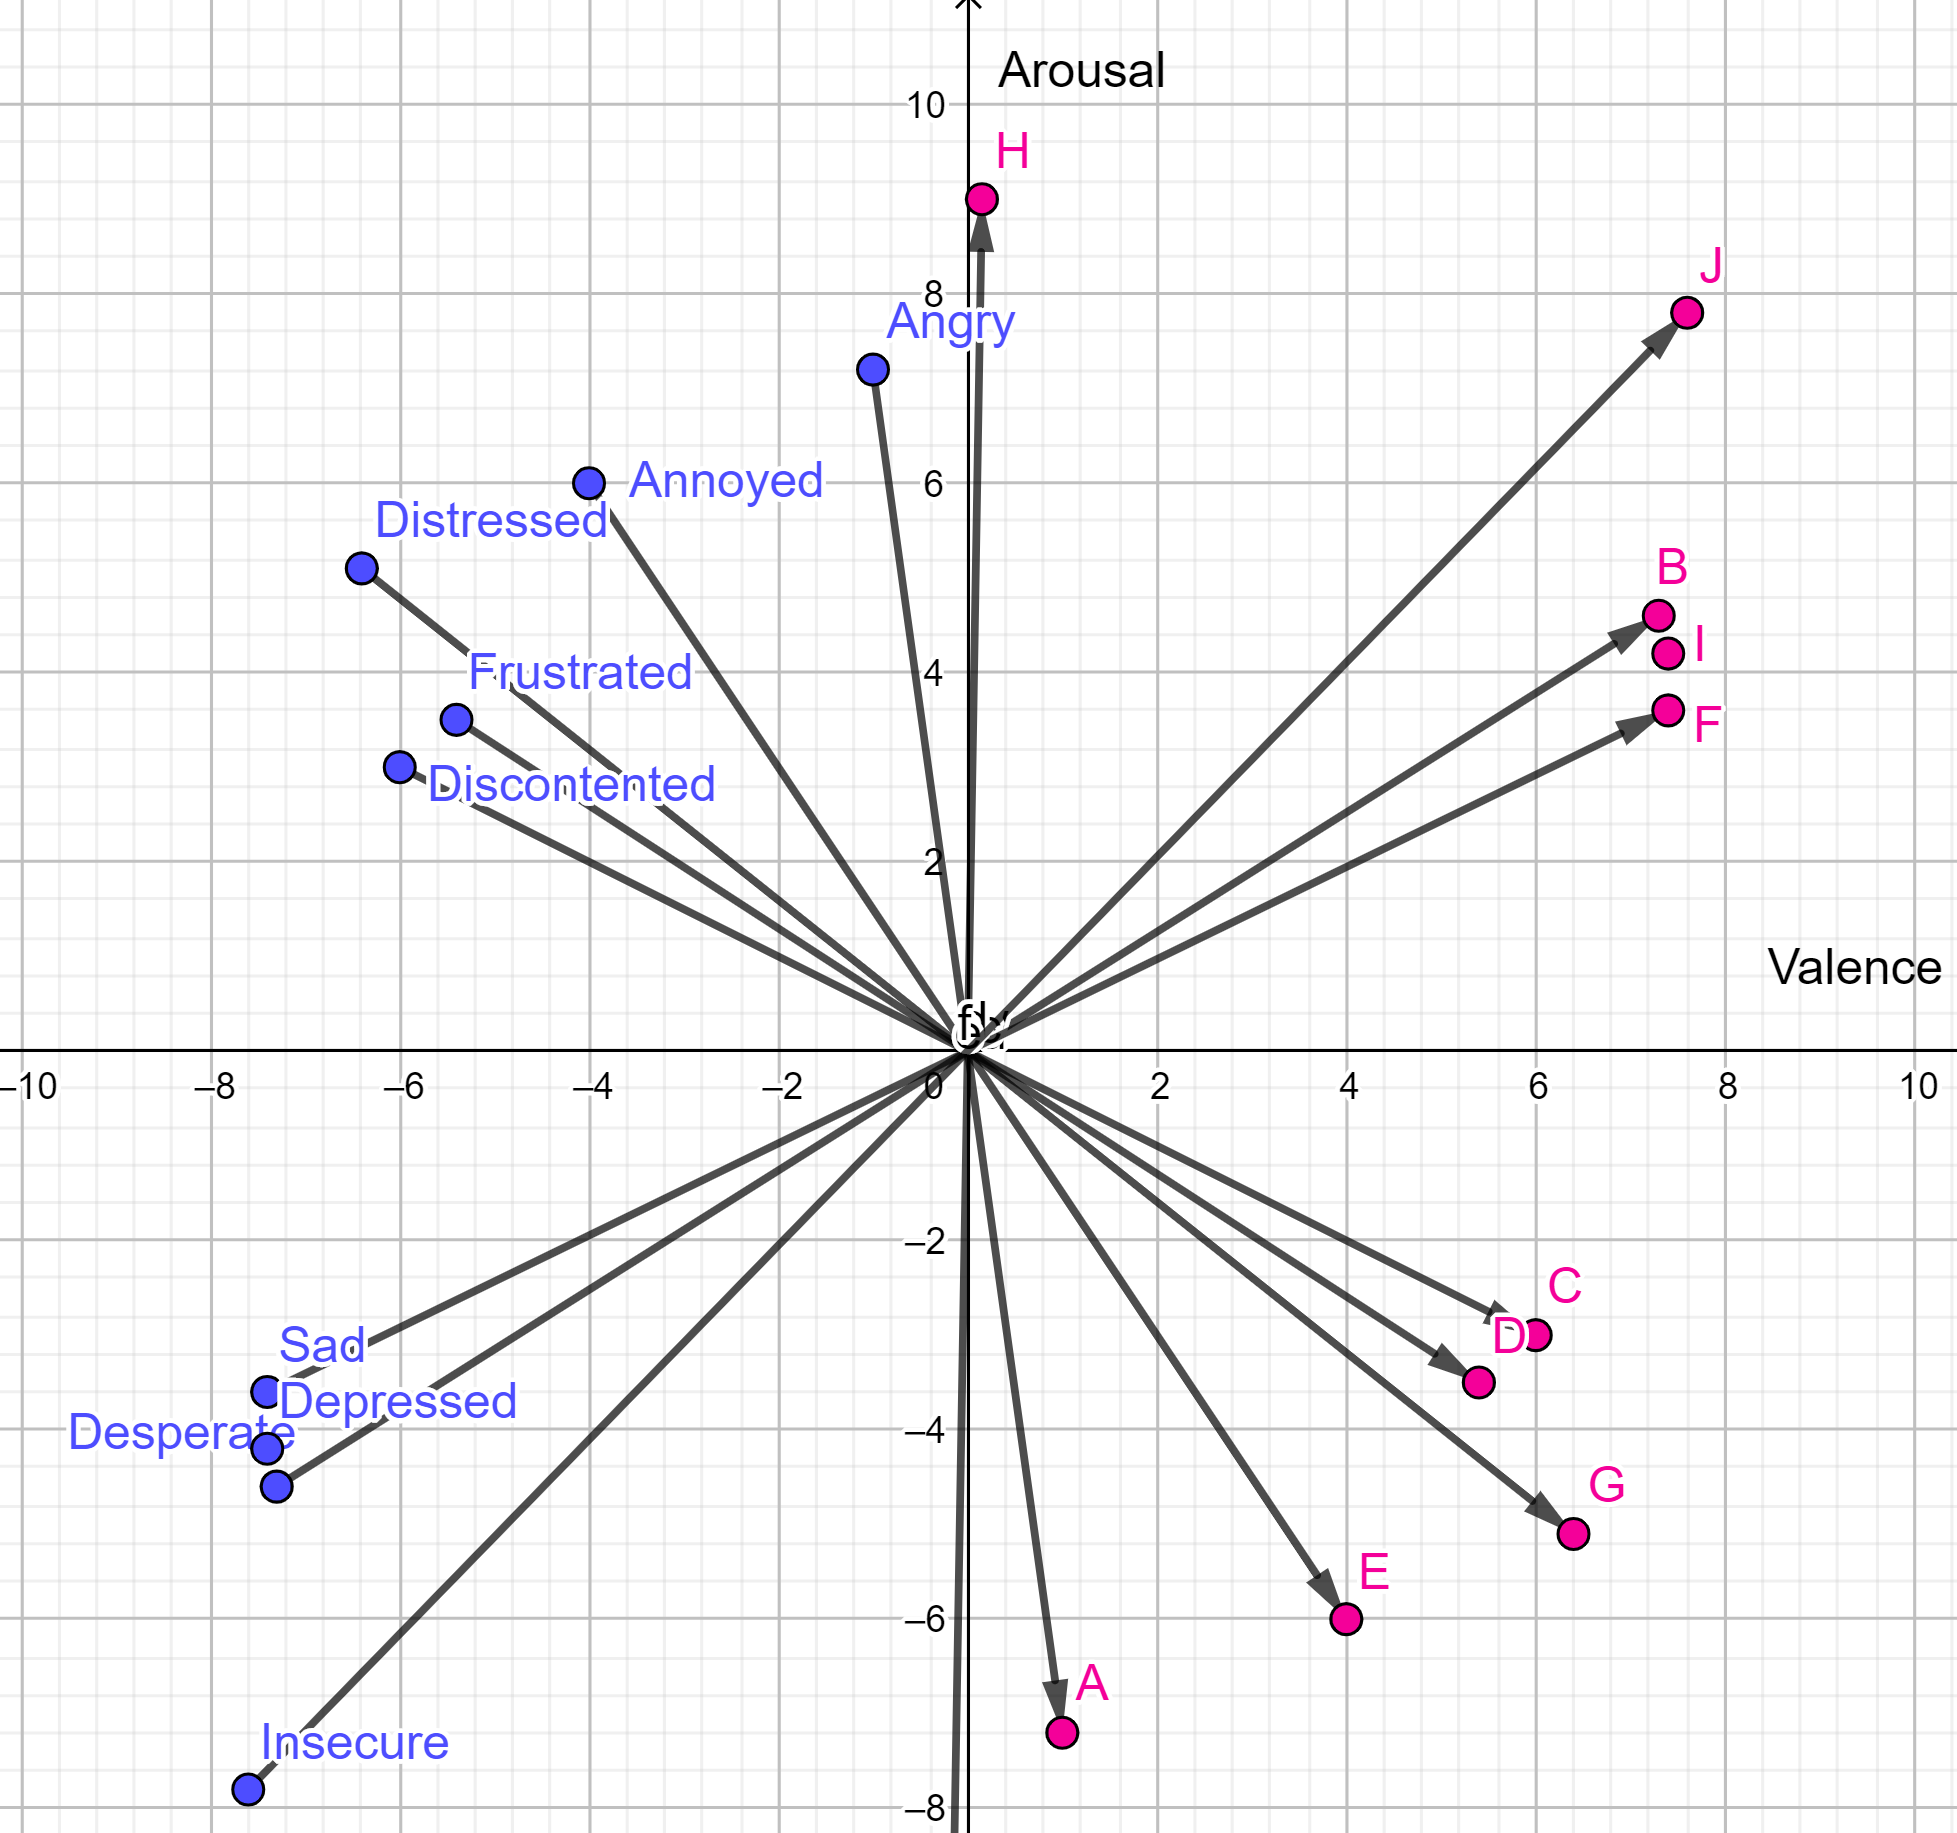 Arousal
10
H
J
8
Angry
6
Annoyed
Distressed
B
I
4
Frustrated
F
Discontented
2
Valence
–10
–8
–6
–4
–2
0
2
4
6
8
10
–2
C
D
Sad
Depressed
Desperate
–4
G
E
–6
A
Insecure
–8